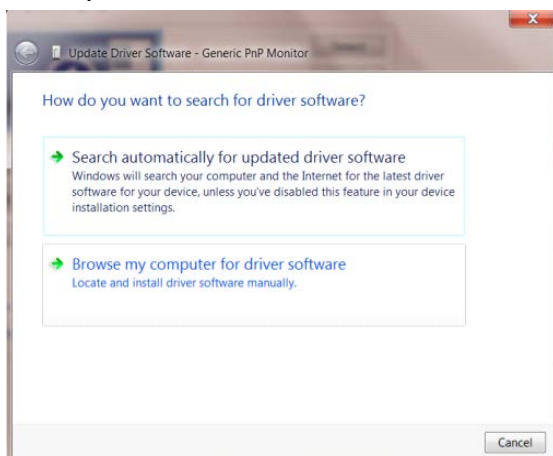 Update Driver Software - Generic PnP Monitor
How do you want to search for driver software?
Search automatically for updated driver software
Windows will search your computer and the Internet for the latest driver
software for your device, unless you've disabled this feature in your device
installation settings.
Browse my computer for driver software
Locate and install driver software manually.
Cancel